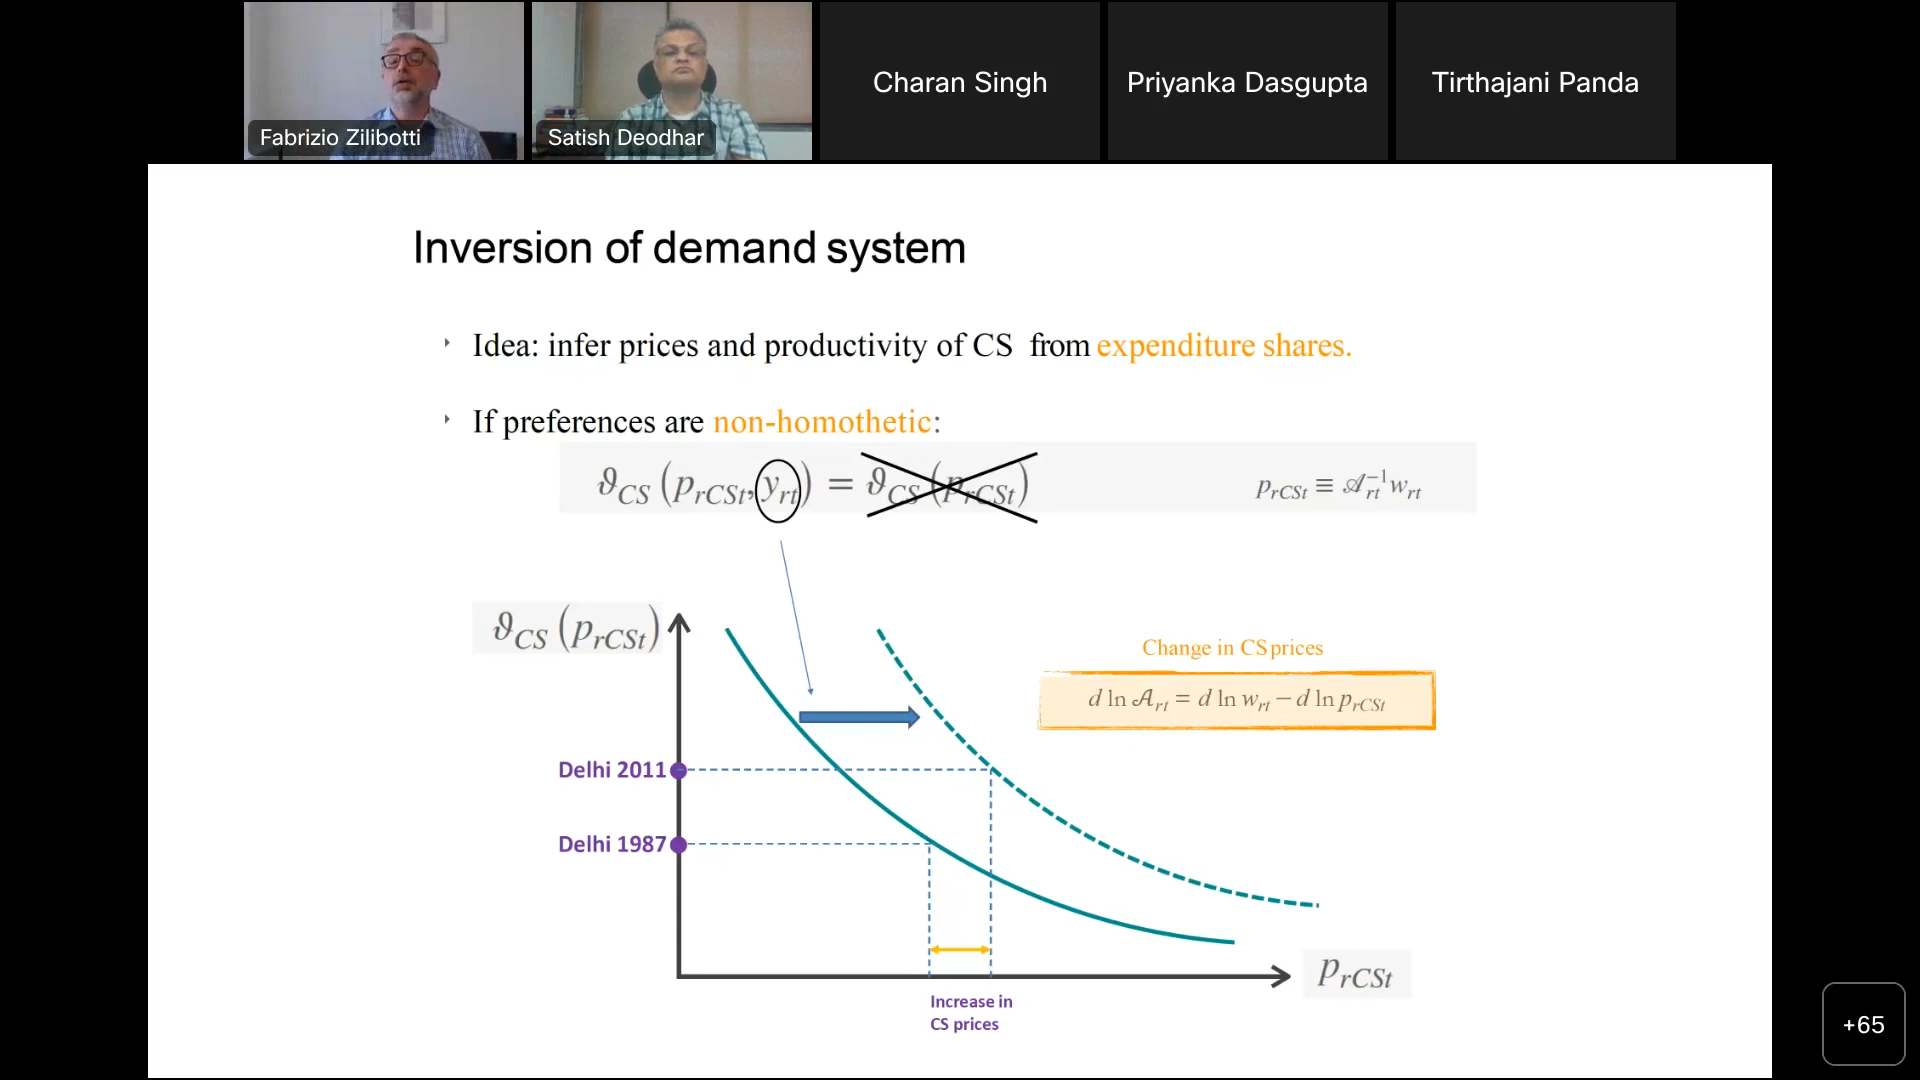 Fabrizio Zilibotti
Satish Deodhar
Charan Singh
Priyanka Dasgupta
Tirthajani Panda
Inversion of demand system
‣ Idea: infer prices and productivity of CS from expenditure shares.
‣ If preferences are non-homothetic:
ϑ_CS (p_rCSt, y_rt) = ϑ_CS (p_rCSt)
p_rCSt ≡ 𝒜_rt^−1 w_rt
ϑ_CS (p_rCSt)
Change in CS prices
d ln 𝒜_rt = d ln w_rt − d ln p_rCSt
Delhi 2011
Delhi 1987
p_rCSt
Increase in
CS prices
+65